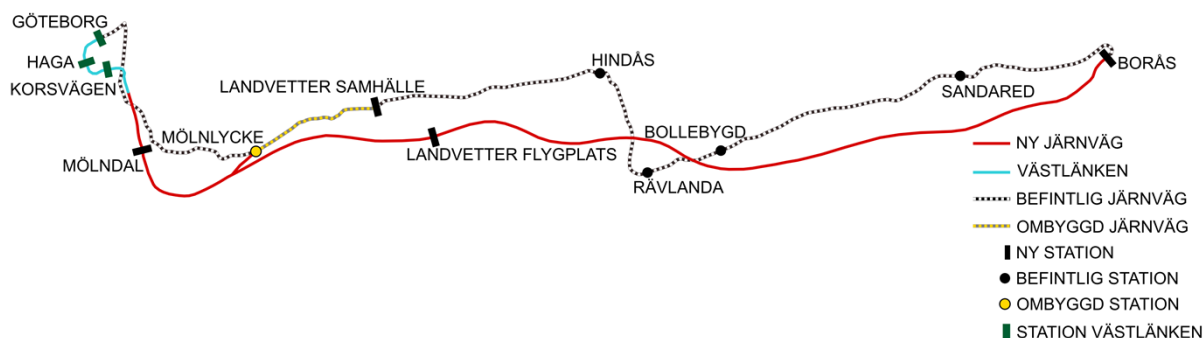 GÖTEBORG
HAGA
KORSVÄGEN
MÖLNDAL
MÖLNLYCKE
LANDVETTER SAMHÄLLE
LANDVETTER FLYGPLATS
HINDÅS
RÄVLANDA
BOLLEBYGD
SANDARED
BORÅS
NY JÄRNVÄG
VÄSTLÄNKEN
BEFINTLIG JÄRNVÄG
OMBYGGD JÄRNVÄG
NY STATION
BEFINTLIG STATION
OMBYGGD STATION
STATION VÄSTLÄNKEN